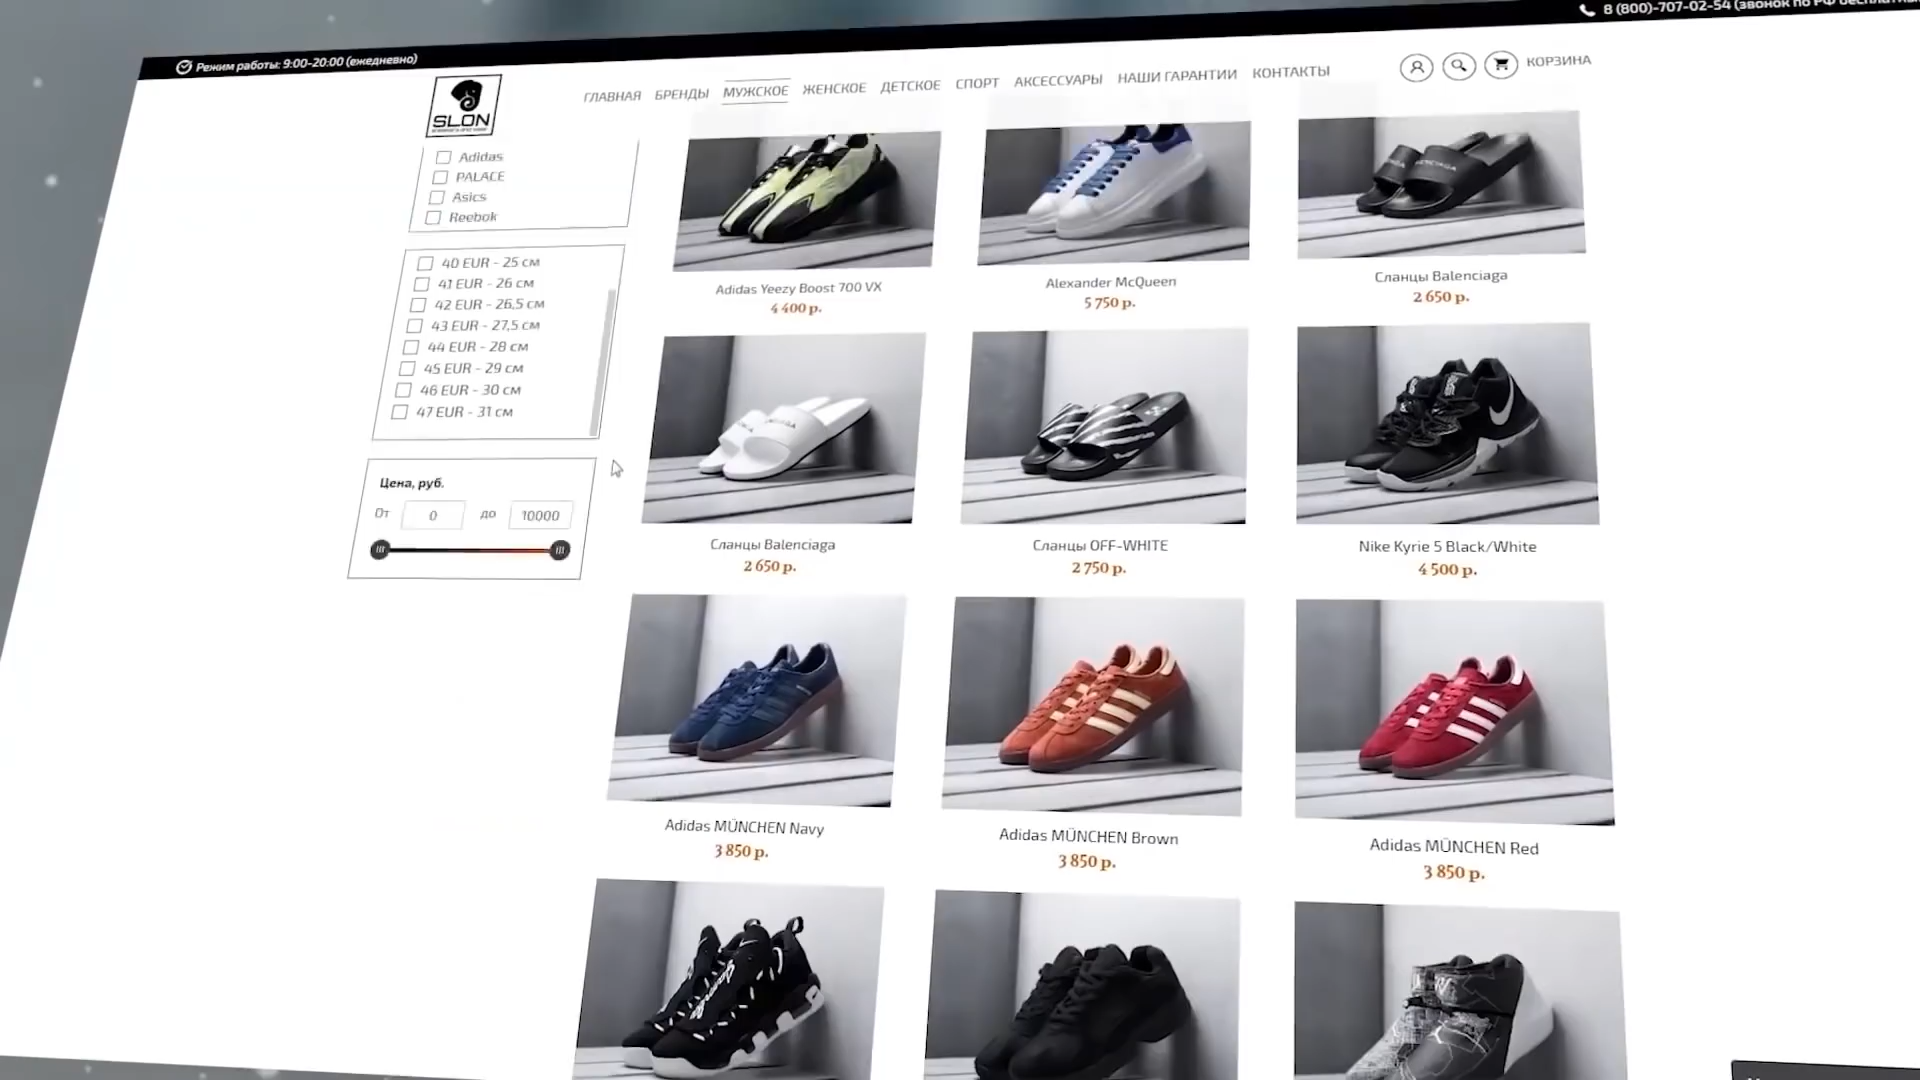 Режим работы: 9:00-20:00 (ежедневно)
8 (800)-707-02-54 (звонок по РФ
SLON
ГЛАВНАЯ
БРЕНДЫ
МУЖСКОЕ
ЖЕНСКОЕ
ДЕТСКОЕ
СПОРТ
АКСЕССУАРЫ
НАШИ ГАРАНТИИ
КОНТАКТЫ
КОРЗИНА
Adidas
PALACE
Asics
Reebok
40 EUR - 25 см
41 EUR - 26 см
42 EUR - 26,5 см
43 EUR - 27,5 см
44 EUR - 28 см
45 EUR - 29 см
46 EUR - 30 см
47 EUR - 31 см
Цена, руб.
От 0 до 10000
Adidas Yeezy Boost 700 VX
4 400 р.
Alexander McQueen
5 750 р.
Сланцы Balenciaga
2 650 р.
Сланцы Balenciaga
2 650 р.
Сланцы OFF-WHITE
2 750 р.
Nike Kyrie 5 Black/White
4 500 р.
Adidas MÜNCHEN Navy
3 850 р.
Adidas MÜNCHEN Brown
3 850 р.
Adidas MÜNCHEN Red
3 850 р.